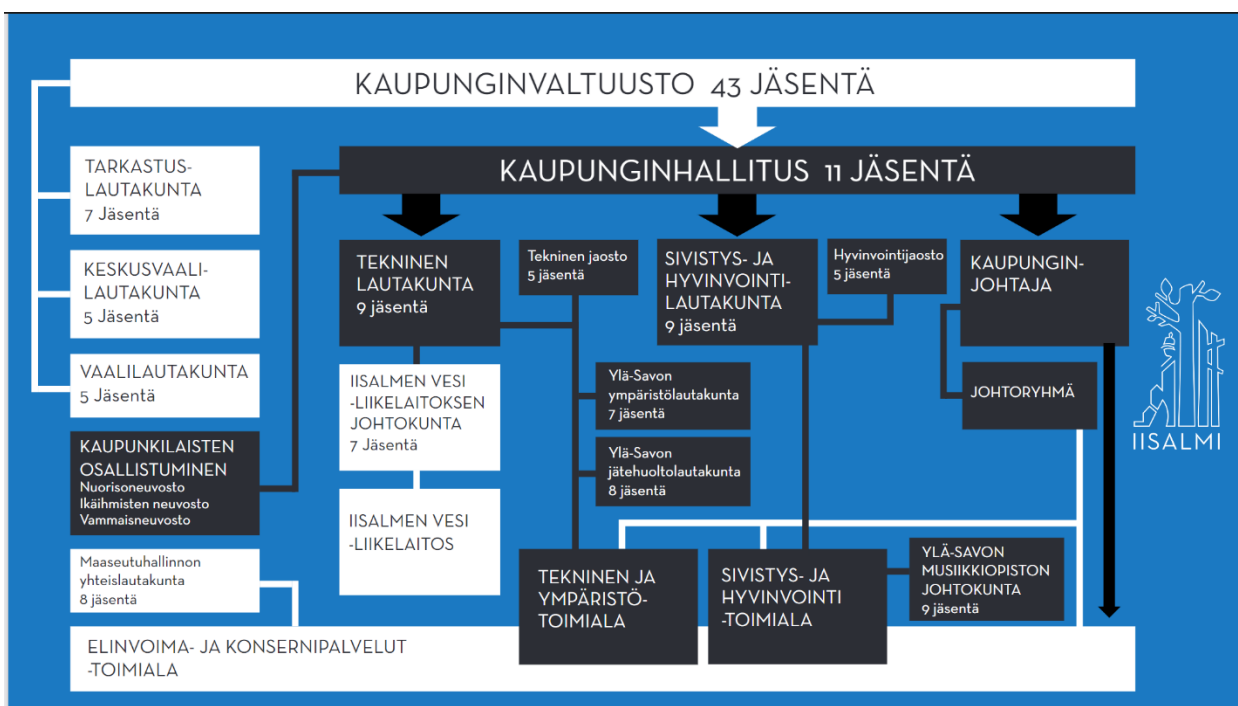 KAUPUNGINVALTUUSTO 43 JÄSENTÄ
KAUPUNGINHALLITUS 11 JÄSENTÄ
TARKASTUS-
LAUTAKUNTA
7 Jäsentä
KESKUSVAALI-
LAUTAKUNTA
5 Jäsentä
VAALILAUTAKUNTA
5 Jäsentä
KAUPUNKILAISTEN
OSALLISTUMINEN
Nuorisoneuvosto
Ikäihmisten neuvosto
Vammaisneuvosto
Maaseutuhallinnon
yhteislautakunta
8 jäsentä
TEKNINEN
LAUTAKUNTA
9 jäsentä
Tekninen jaosto
5 jäsentä
SIVISTYS- JA
HYVINVOINTI-
LAUTAKUNTA
9 jäsentä
Hyvinvointijaosto
5 jäsentä
KAUPUNGIN-
JOHTAJA
IISALMEN VESI
-LIIKELAITOKSEN
JOHTOKUNTA
7 Jäsentä
Ylä-Savon
ympäristölautakunta
7 jäsentä
JOHTORYHMÄ
IISALMI
Ylä-Savon
jätehuoltolautakunta
8 jäsentä
IISALMEN VESI
-LIIKELAITOS
TEKNINEN JA
YMPÄRISTÖ-
TOIMIALA
SIVISTYS- JA
HYVINVOINTI
-TOIMIALA
YLÄ-SAVON
MUSIIKKIOPISTON
JOHTOKUNTA
9 jäsentä
ELINVOIMA- JA KONSERNIPALVELUT
-TOIMIALA